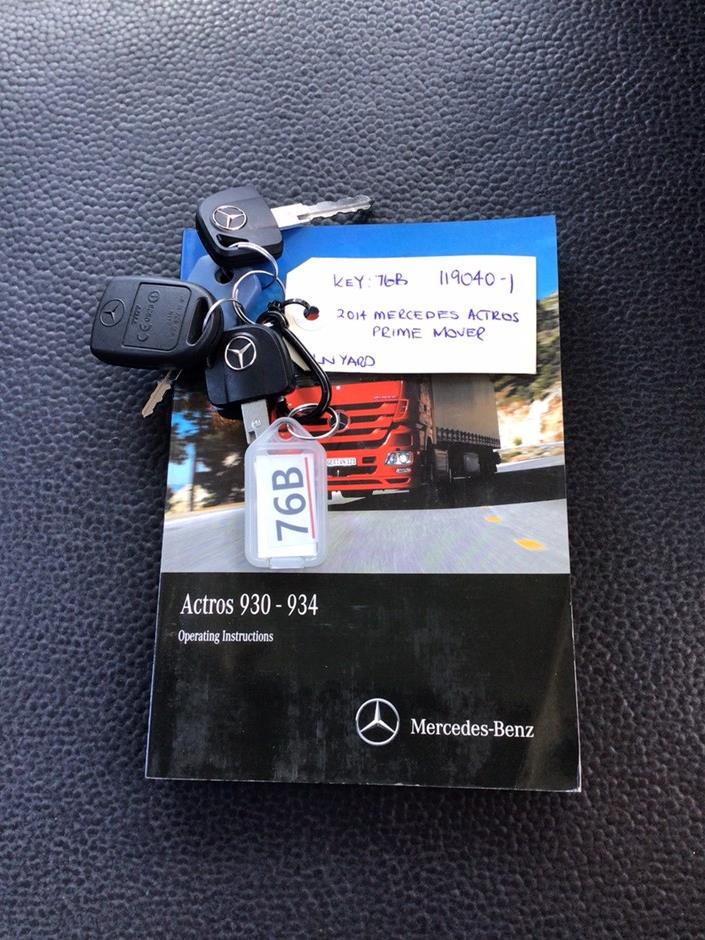 KEY: 76B 119040-1
2014 MERCEDES ACTROS
PRIME MOVER
YARD
76B
Actros 930 - 934
Operating Instructions
Mercedes-Benz